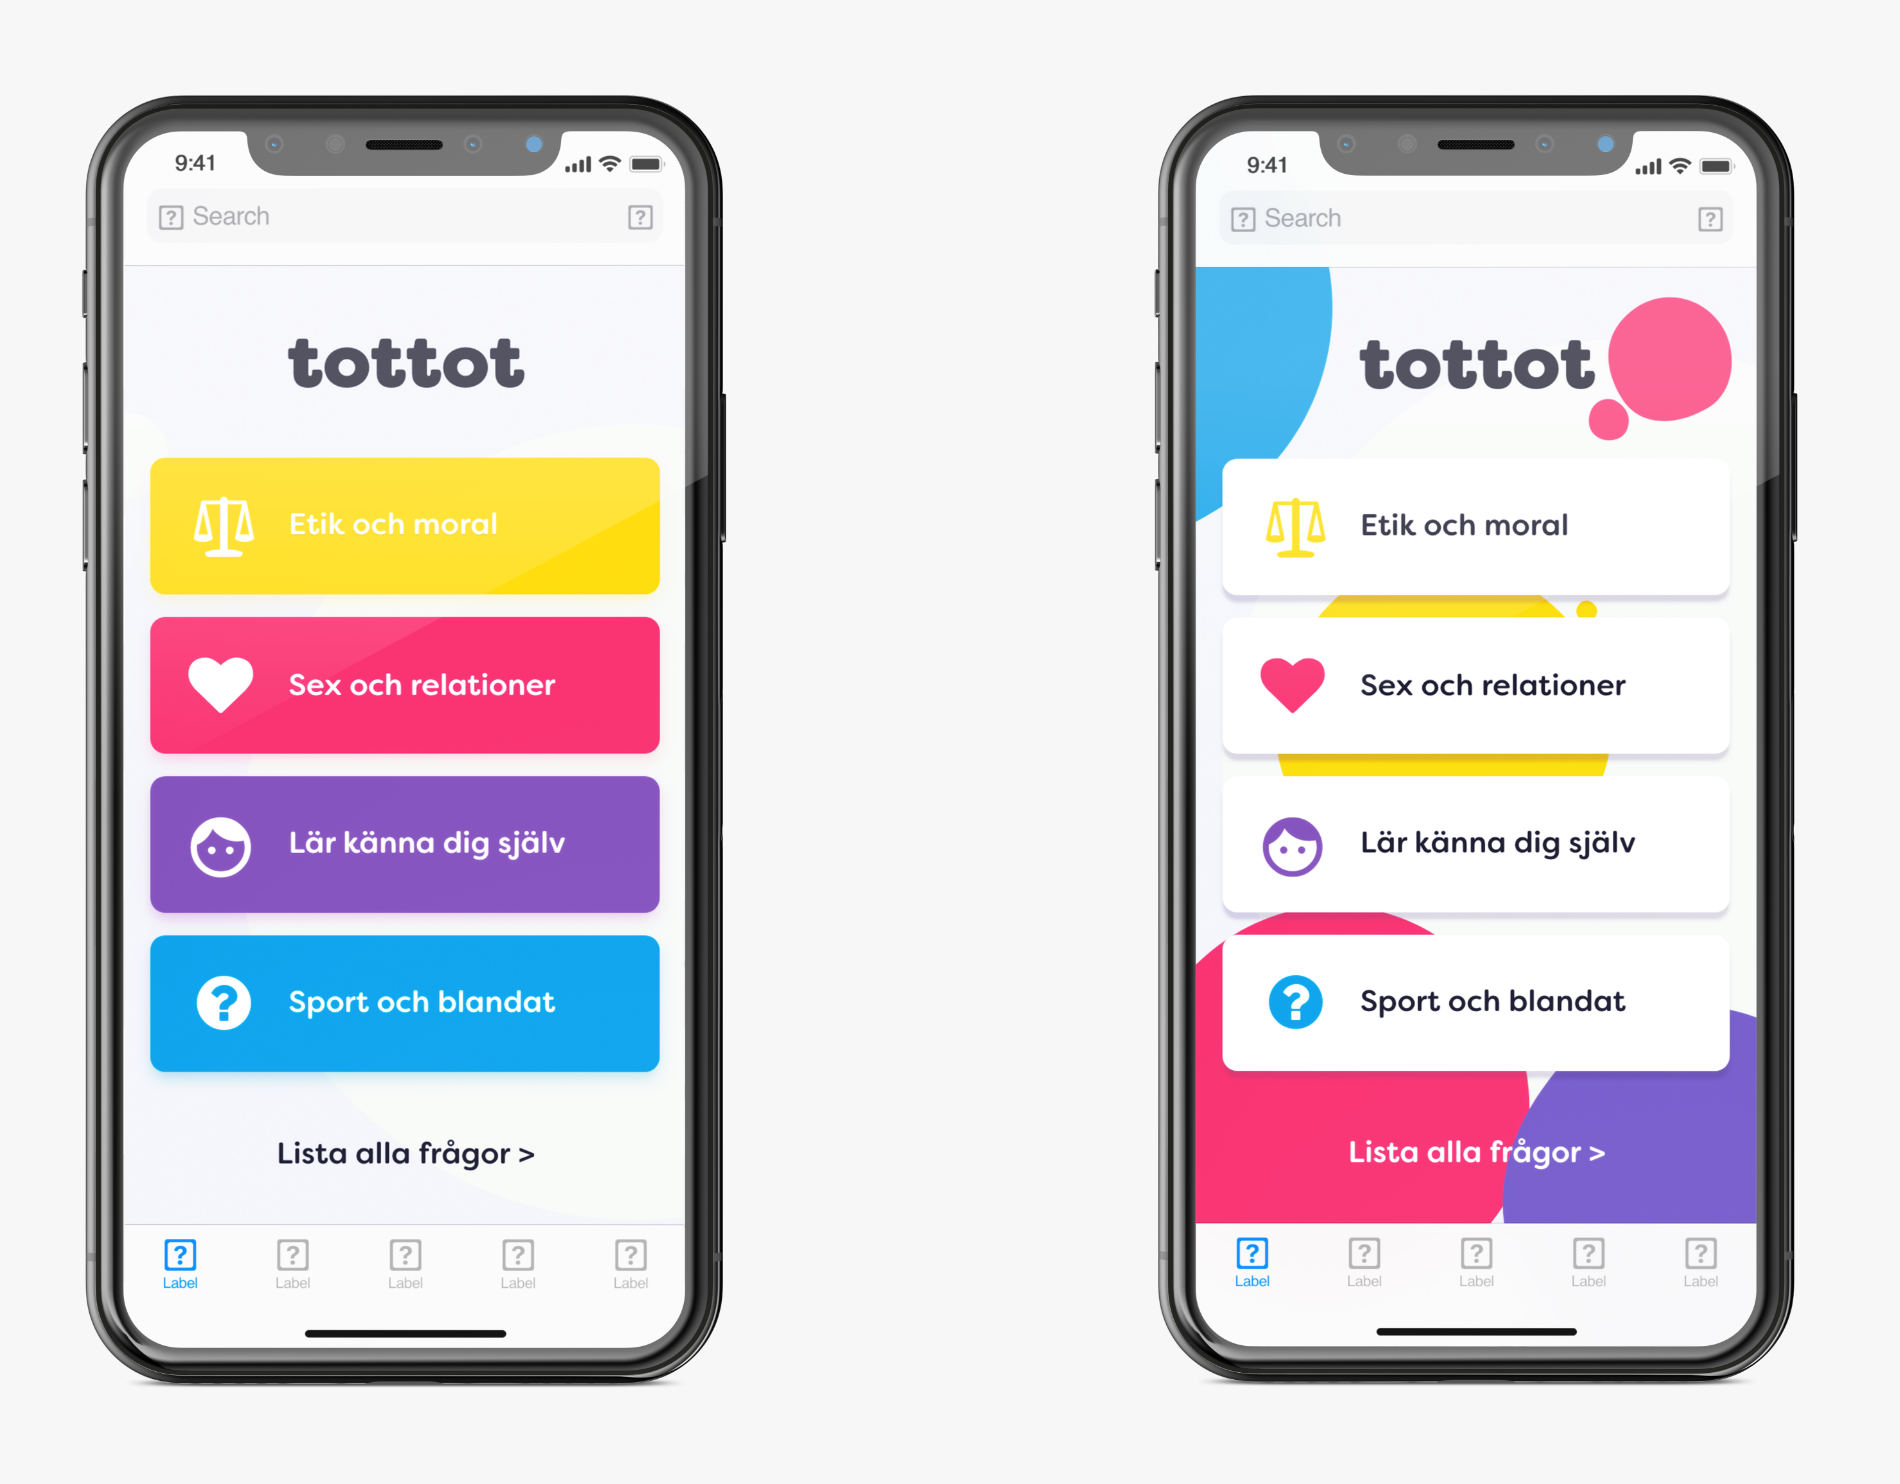 9:41
? Search ?
tottot
Etik och moral
Sex och relationer
Lär känna dig själv
? Sport och blandat
Lista alla frågor >
? ? ? ? ?
Label Label Label Label Label
9:41
? Search ?
tottot
Etik och moral
Sex och relationer
Lär känna dig själv
? Sport och blandat
Lista alla frågor >
? ? ? ? ?
Label Label Label Label Label